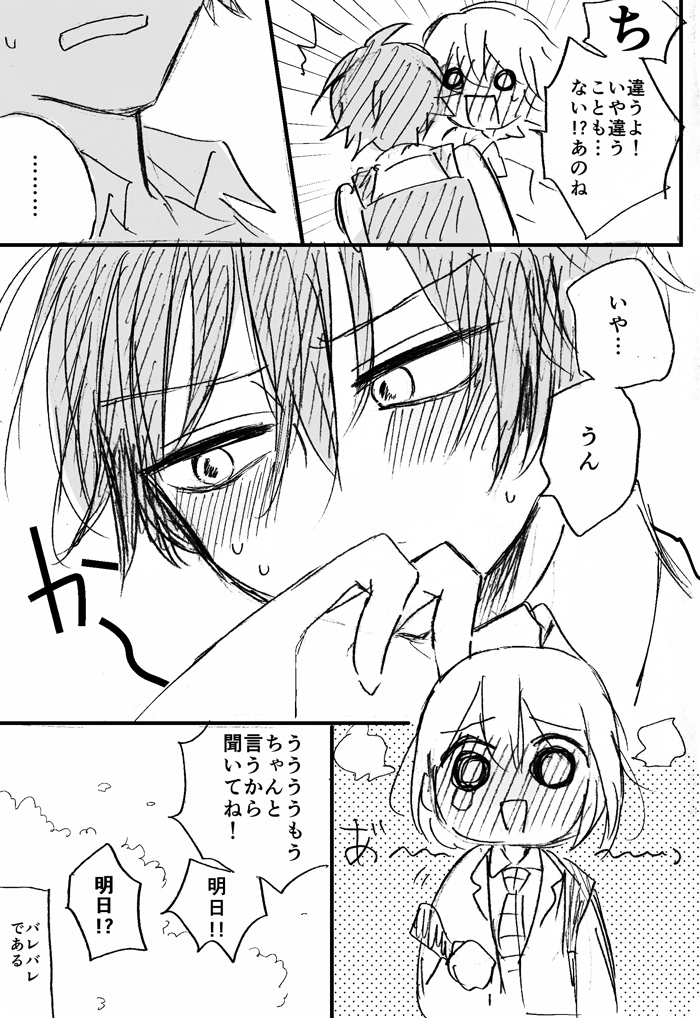 ち
違うよ！
いや違う
ことも…
ない!?あのね
………
いや…
うん
かー〜
お〜〜
うううもう
ちゃんと
言うから
聞いてね！
明日!!
明日!?
バレバレ
である